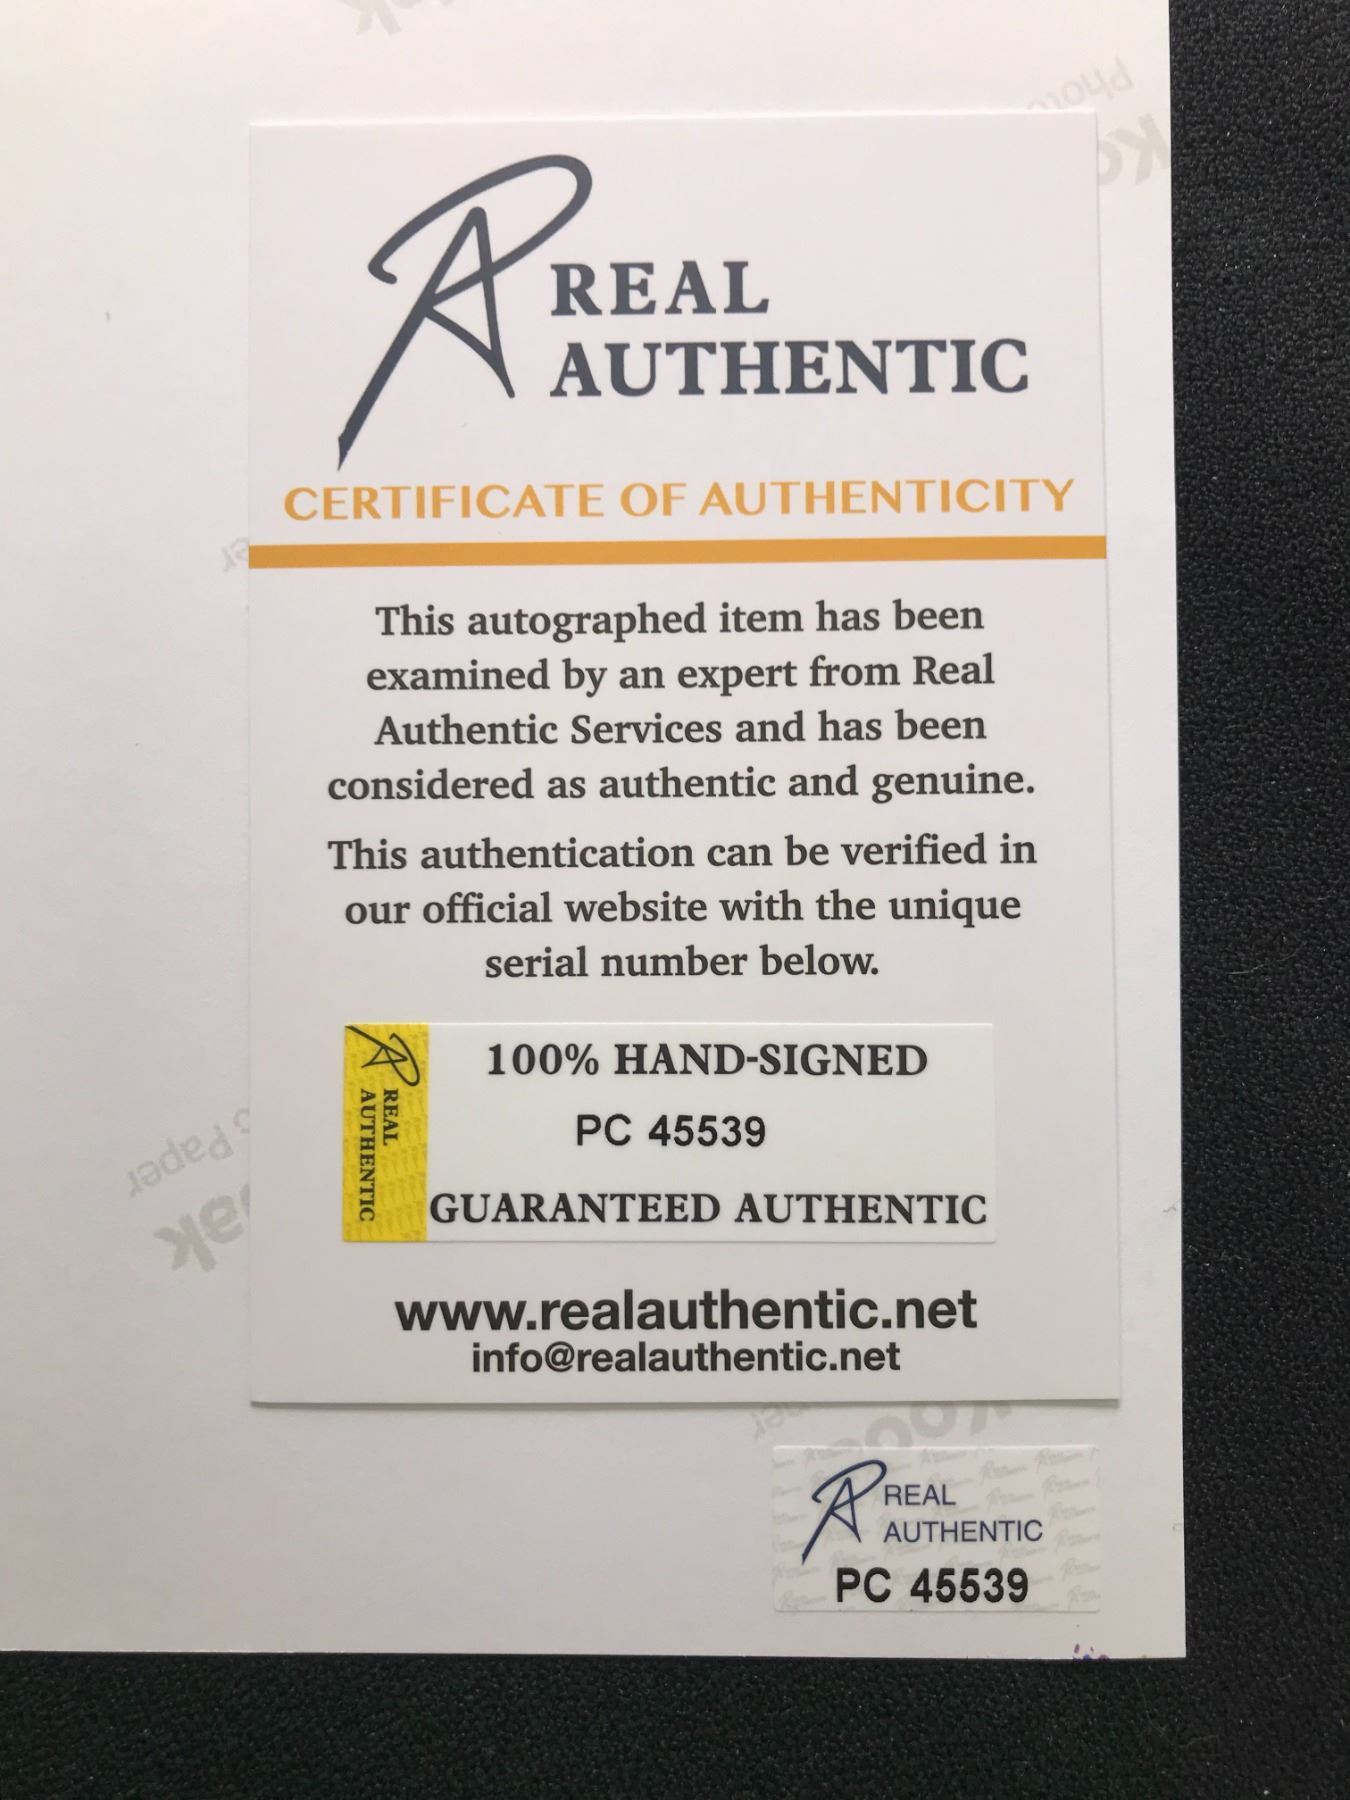 REAL
AUTHENTIC
CERTIFICATE OF AUTHENTICITY
This autographed item has been
examined by an expert from Real
Authentic Services and has been
considered as authentic and genuine.
This authentication can be verified in
our official website with the unique
serial number below.
REAL
AUTHENTIC
100% HAND-SIGNED
PC 45539
GUARANTEED AUTHENTIC
www.realauthentic.net
info@realauthentic.net
REAL
AUTHENTIC
PC 45539
Paper